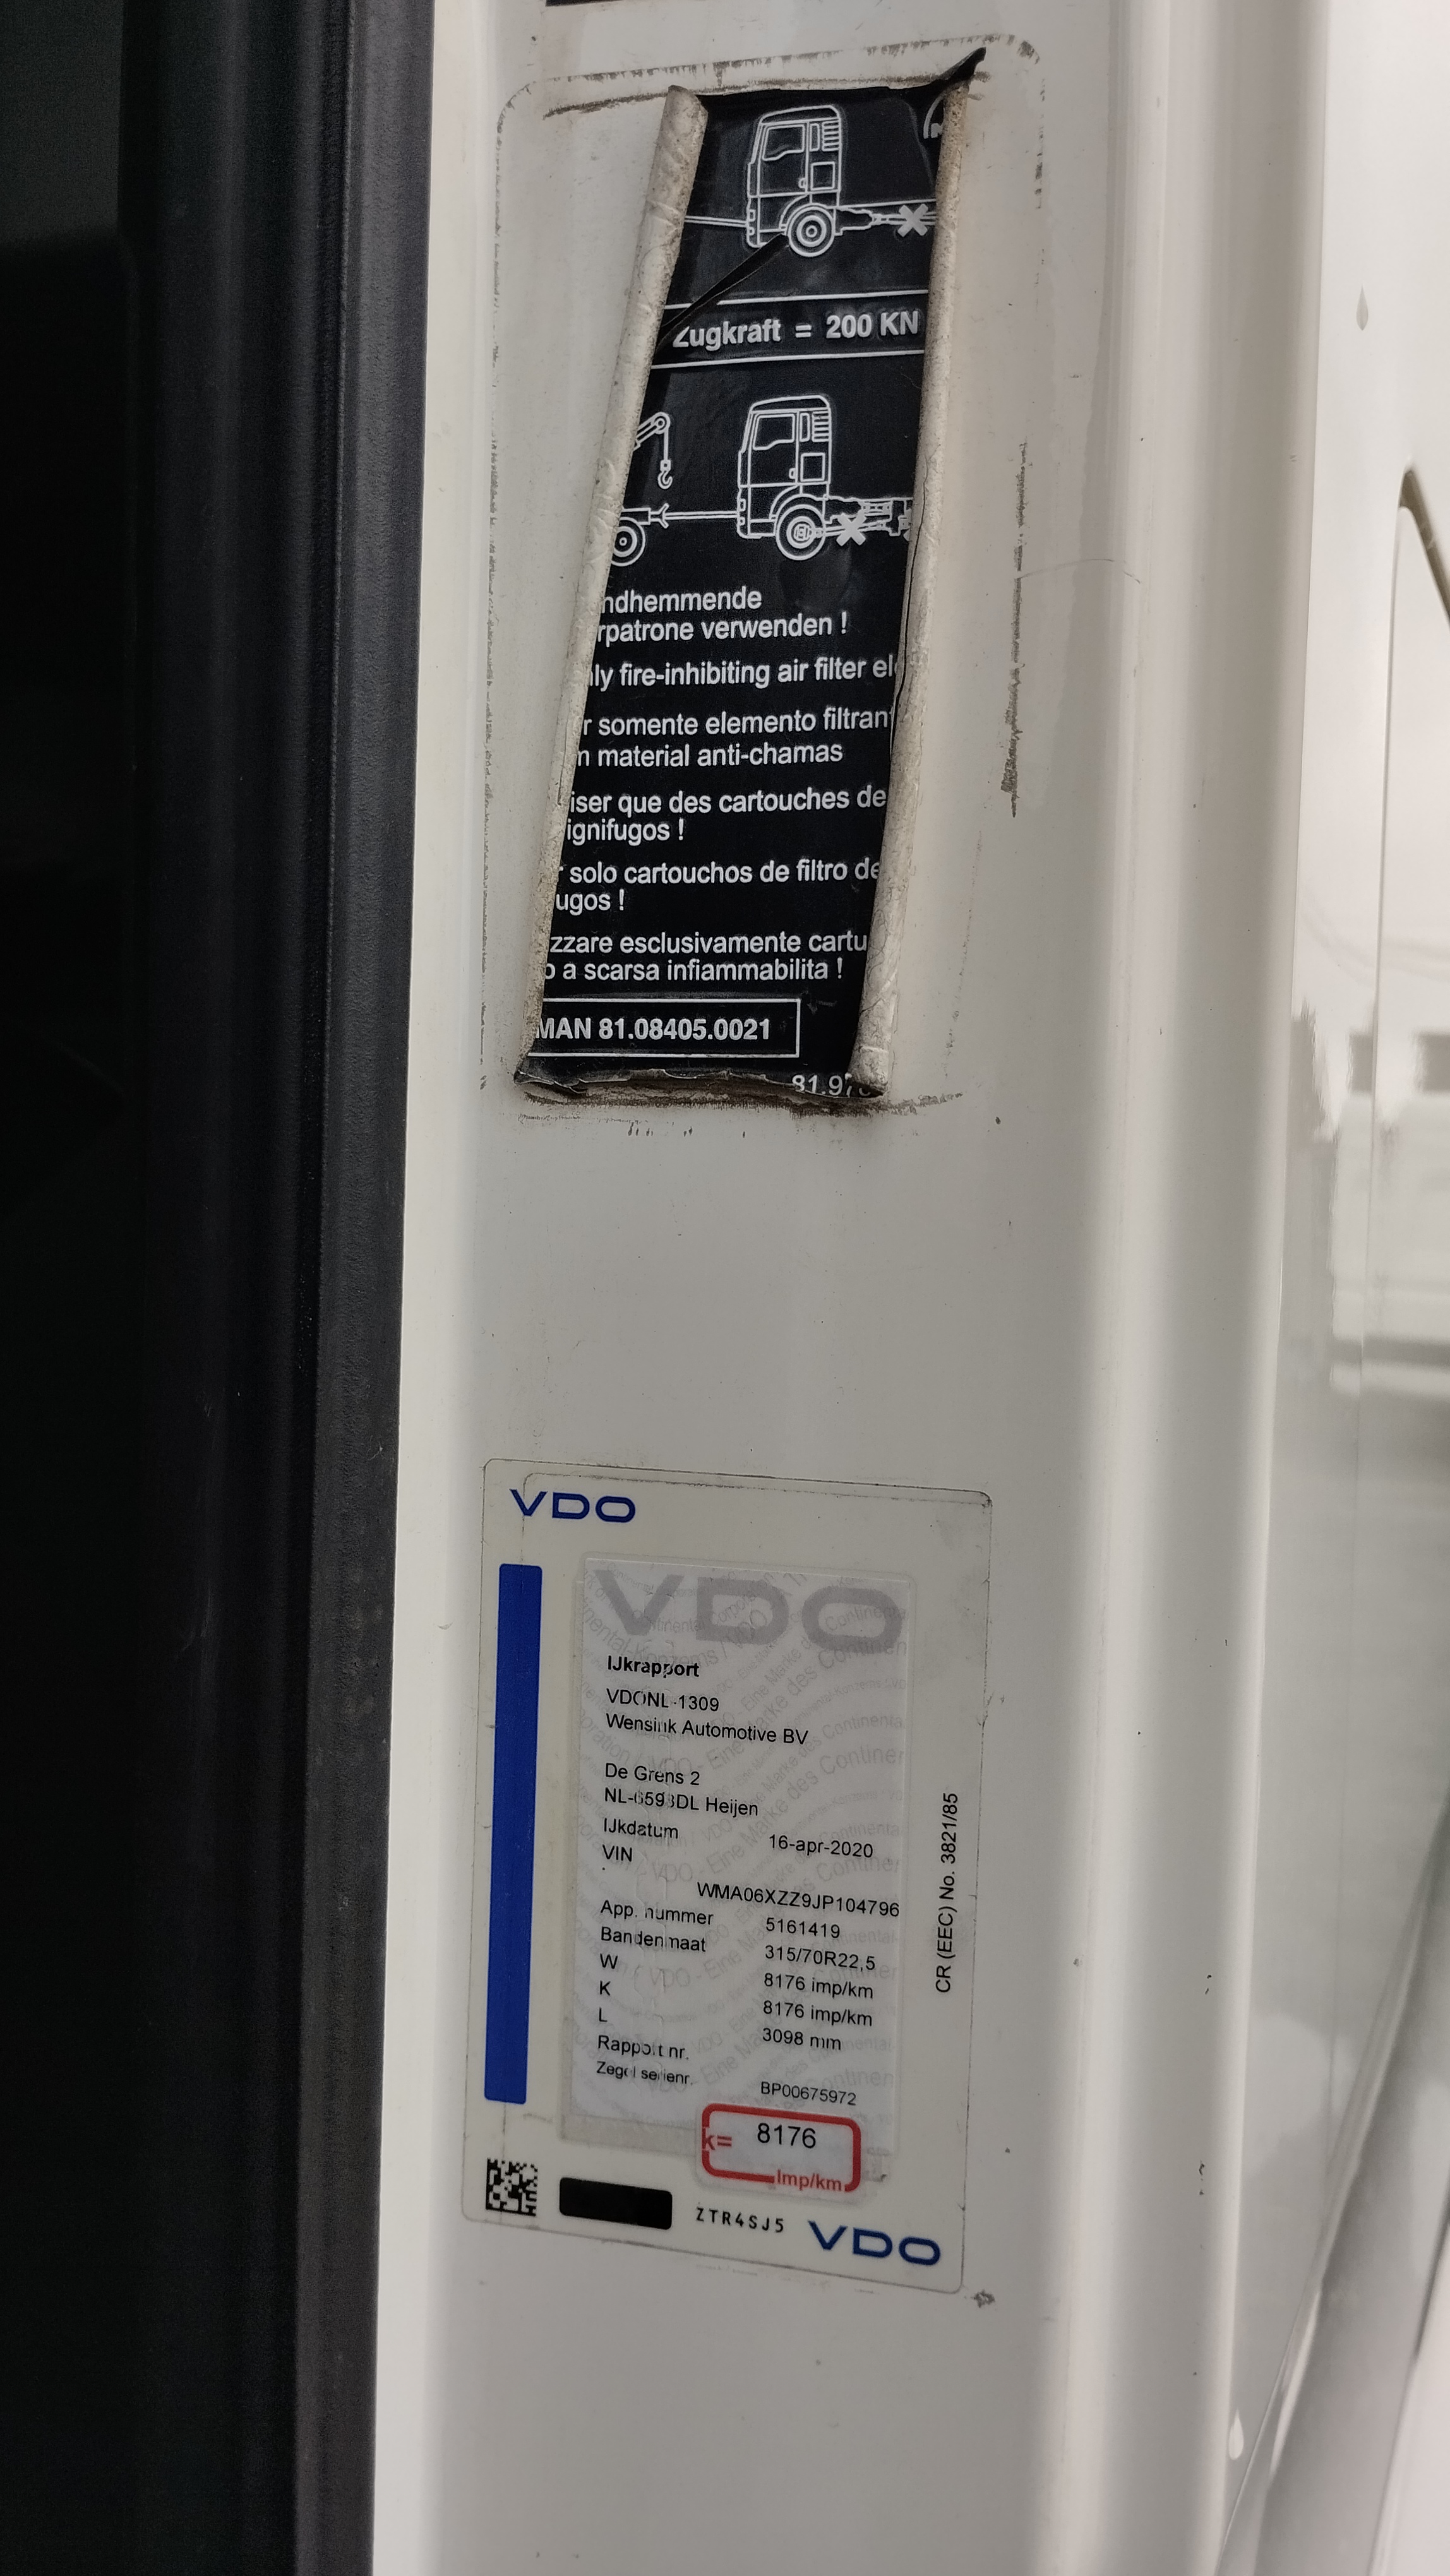 Zugkraft = 200 KN
ndhemmende
rpatrone verwenden !
ly fire-inhibiting air filter el
r somente elemento filtran
m material anti-chamas
iser que des cartouches de
ignifugos !
solo cartouchos de filtro de
ugos !
zzare esclusivamente cartu
o a scarsa infiammabilita !
MAN 81.08405.0021
81.97
VDO
VDO
IJkrapport
VDONL-1309
Wensink Automotive BV
De Grens 2
NL-6598DL Heijen
IJkdatum 16-apr-2020
VIN
WMA06XZZ9JP104796
App. nummer 5161419
Bandenmaat 315/70R22,5
W 8176 imp/km
K 8176 imp/km
L 3098 mm
Rapport nr.
Zegel serienr. BP00675972
k= 8176
Imp/km
CR (EEC) No. 3821/85
ZTR4SJ5 VDO